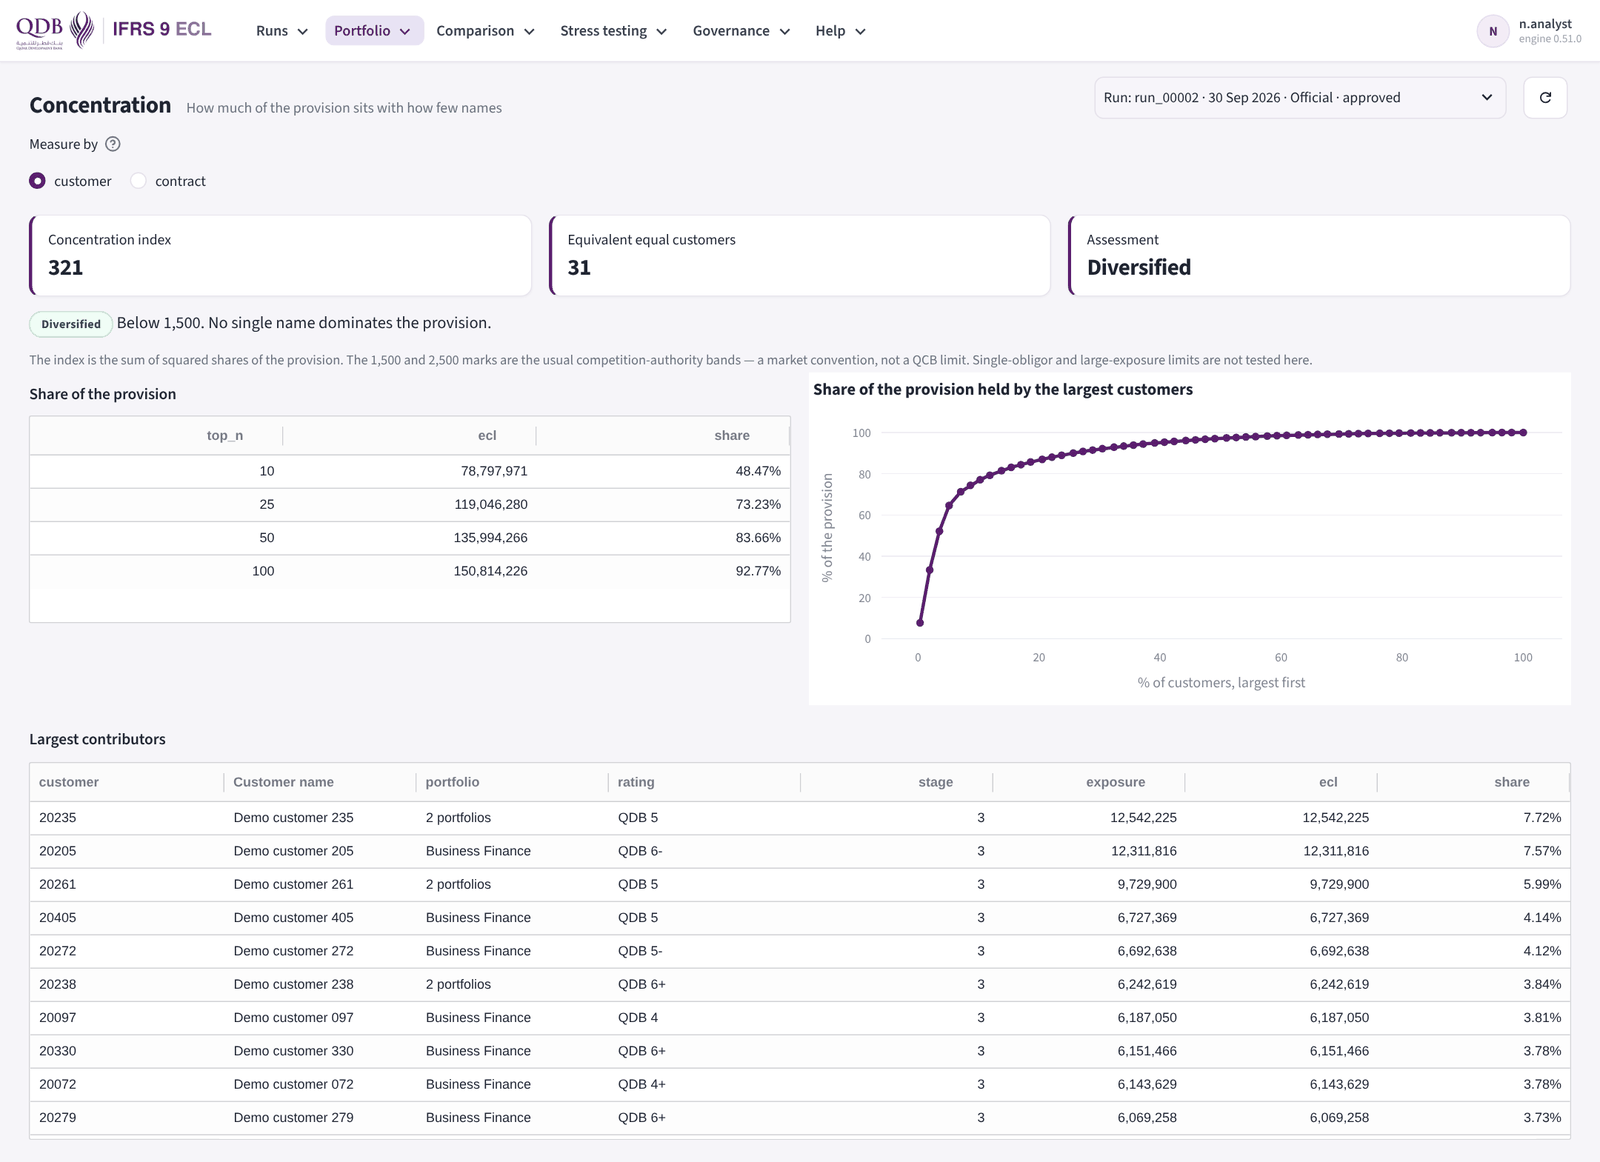 QDB
IFRS 9 ECL
Runs
Portfolio
Comparison
Stress testing
Governance
Help
N
n.analyst
engine 0.51.0
Concentration
How much of the provision sits with how few names
Run: run_00002 · 30 Sep 2026 · Official · approved
Measure by
customer
contract
Concentration index
321
Equivalent equal customers
31
Assessment
Diversified
Diversified Below 1,500. No single name dominates the provision.
The index is the sum of squared shares of the provision. The 1,500 and 2,500 marks are the usual competition-authority bands — a market convention, not a QCB limit. Single-obligor and large-exposure limits are not tested here.
Share of the provision
top_n ecl share
10 78,797,971 48.47%
25 119,046,280 73.23%
50 135,994,266 83.66%
100 150,814,226 92.77%
Share of the provision held by the largest customers
% of the provision
100
80
60
40
20
0
0 20 40 60 80 100
% of customers, largest first
Largest contributors
customer Customer name portfolio rating stage exposure ecl share
20235 Demo customer 235 2 portfolios QDB 5 3 12,542,225 12,542,225 7.72%
20205 Demo customer 205 Business Finance QDB 6- 3 12,311,816 12,311,816 7.57%
20261 Demo customer 261 2 portfolios QDB 5 3 9,729,900 9,729,900 5.99%
20405 Demo customer 405 Business Finance QDB 5 3 6,727,369 6,727,369 4.14%
20272 Demo customer 272 Business Finance QDB 5- 3 6,692,638 6,692,638 4.12%
20238 Demo customer 238 2 portfolios QDB 6+ 3 6,242,619 6,242,619 3.84%
20097 Demo customer 097 Business Finance QDB 4 3 6,187,050 6,187,050 3.81%
20330 Demo customer 330 Business Finance QDB 6+ 3 6,151,466 6,151,466 3.78%
20072 Demo customer 072 Business Finance QDB 4+ 3 6,143,629 6,143,629 3.78%
20279 Demo customer 279 Business Finance QDB 6+ 3 6,069,258 6,069,258 3.73%